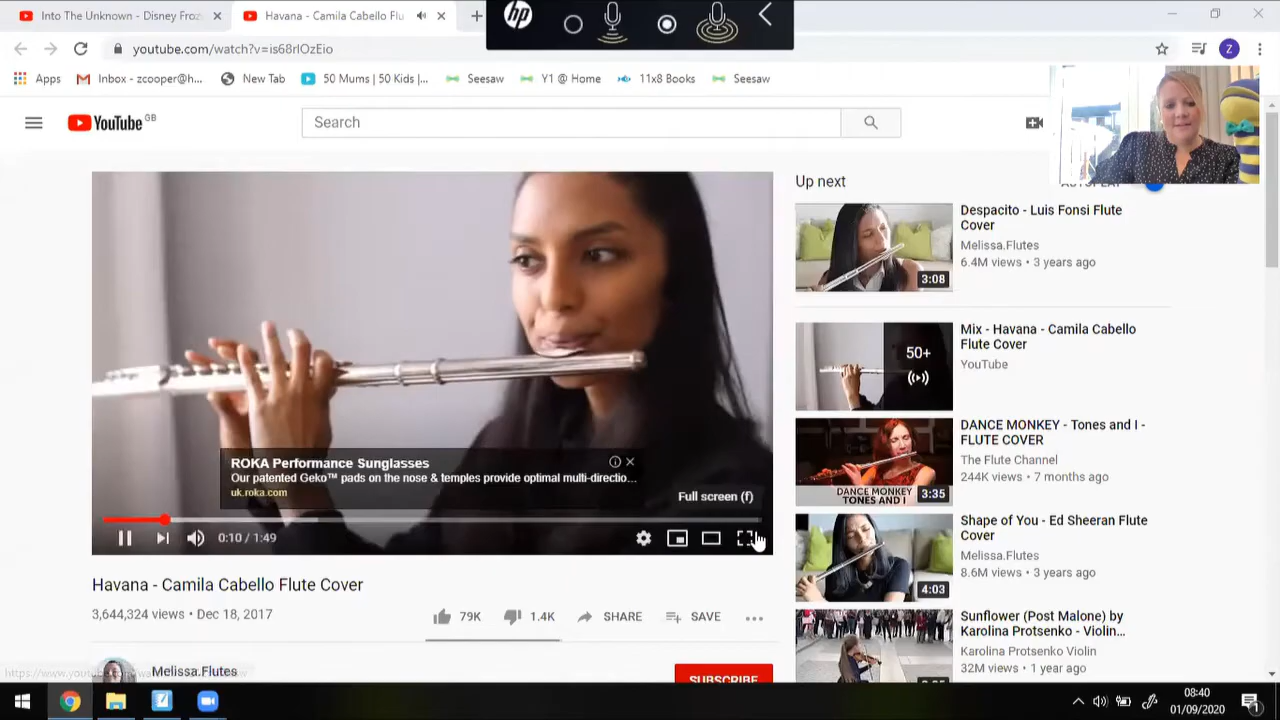 Into The Unknown - Disney Froz
Havana - Camila Cabello Flu
hp
youtube.com/watch?v=is68rlOzEio
Z
Apps
Inbox - zcooper@h...
New Tab
50 Mums | 50 Kids |...
Seesaw
Y1 @ Home
11x8 Books
Seesaw
YouTube GB
Search
Up next
AUTOPLAY
Despacito - Luis Fonsi Flute
Cover
Melissa.Flutes
6.4M views • 3 years ago
3:08
Mix - Havana - Camila Cabello
Flute Cover
YouTube
50+
DANCE MONKEY - Tones and I -
FLUTE COVER
The Flute Channel
244K views • 7 months ago
DANCE MONKEY
TONES AND I
3:35
Shape of You - Ed Sheeran Flute
Cover
Melissa.Flutes
8.6M views • 3 years ago
4:03
Sunflower (Post Malone) by
Karolina Protsenko - Violin...
Karolina Protsenko Violin
32M views • 1 year ago
ROKA Performance Sunglasses
Our patented Geko™ pads on the nose & temples provide optimal multi-directio...
uk.roka.com
Full screen (f)
0:10 / 1:49
Havana - Camila Cabello Flute Cover
3,644,324 views • Dec 18, 2017
79K
1.4K
SHARE
SAVE
Melissa.Flutes
SUBSCRIBE
08:40
01/09/2020
1